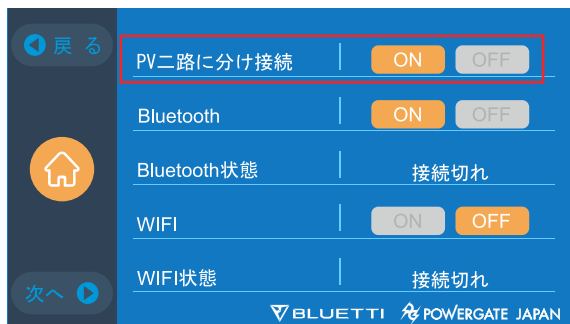 戻る
PV二路に分け接続 ON OFF
Bluetooth ON OFF
Bluetooth状態 接続切れ
WIFI ON OFF
WIFI状態 接続切れ
次へ
BLUETTI POWERGATE JAPAN